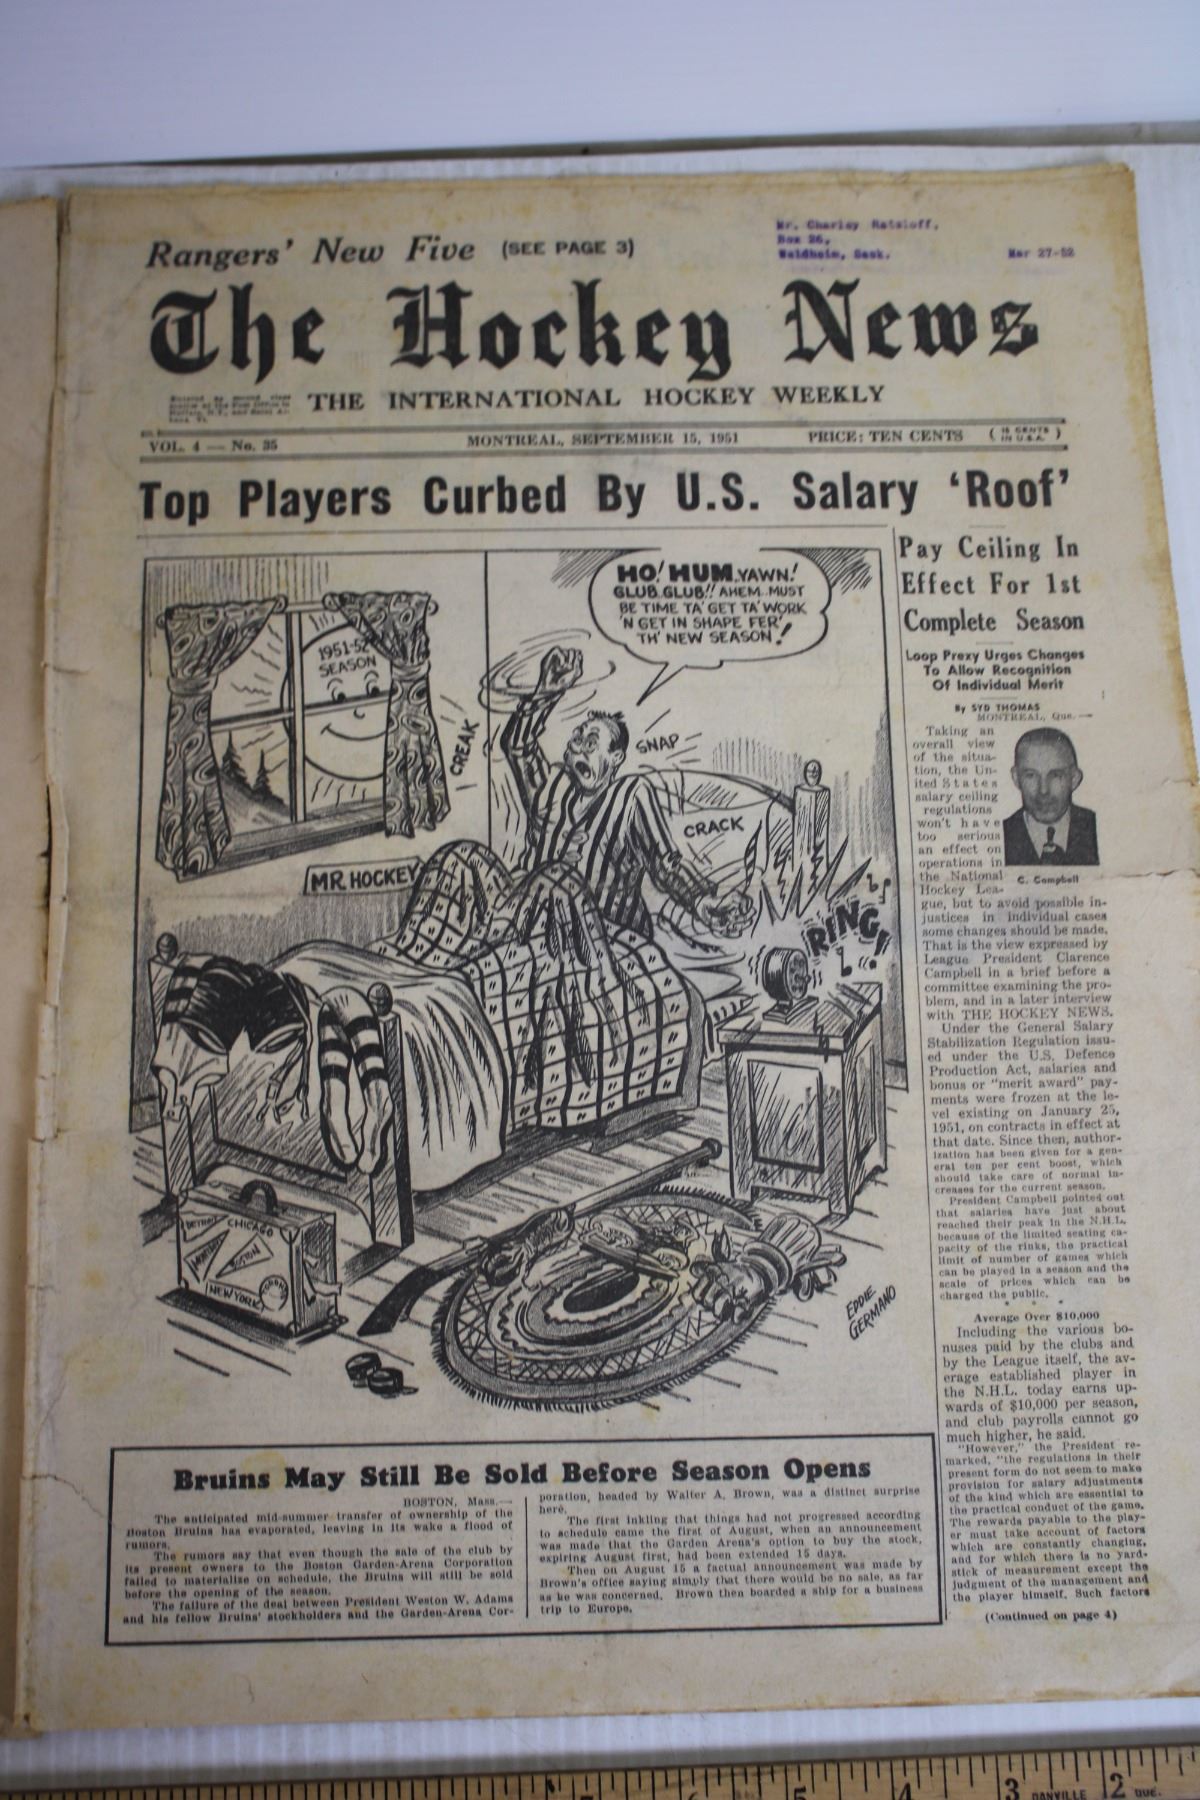 Rangers' New Five (SEE PAGE 3)
Mr. Charley Ratzloff,
Box 26,
Waldheim, Sask.
Mar 27-52
The Hockey News
THE INTERNATIONAL HOCKEY WEEKLY
VOL. 4 — No. 35
MONTREAL, SEPTEMBER 15, 1951
PRICE: TEN CENTS (15 CENTS IN U.S.A.)
Top Players Curbed By U.S. Salary 'Roof'
HO! HUM. YAWN!
GLUB. GLUB!! AHEM. MUST
BE TIME TA' GET TA' WORK
'N GET IN SHAPE FER'
TH' NEW SEASON!
1951-52
SEASON
CREAK
SNAP
CRACK
MR. HOCKEY
RING!
DETROIT
CHICAGO
BOSTON
NEW YORK
EDDIE
GERMANO
Pay Ceiling In
Effect For 1st
Complete Season
Loop Prexy Urges Changes
To Allow Recognition
Of Individual Merit
By SYD THOMAS
MONTREAL, Que. —
Taking an
overall view
of the situa-
tion, the Un-
ited States
salary ceiling
regulations
won't have
too serious
an effect on
operations in
the National
Hockey Lea-
C. Campbell
gue, but to avoid possible in-
justices in individual cases
some changes should be made.
That is the view expressed by
League President Clarence
Campbell in a brief before a
committee examining the pro-
blem, and in a later interview
with THE HOCKEY NEWS.
Under the General Salary
Stabilization Regulation issu-
ed under the U.S. Defence
Production Act, salaries and
bonus or "merit award" pay-
ments were frozen at the le-
vel existing on January 25,
1951, on contracts in effect at
that date. Since then, author-
ization has been given for a gen-
eral ten per cent boost, which
should take care of normal in-
creases for the current season.
President Campbell pointed out
that salaries have just about
reached their peak in the N.H.L.
because of the limited seating ca-
pacity of the rinks, the practical
limit of number of games which
can be played in a season and the
scale of prices which can be
charged the public.
* * *
Average Over $10,000
Including the various bo-
nuses paid by the clubs and
by the League itself, the av-
erage established player in
the N.H.L. today earns up-
wards of $10,000 per season,
and club payrolls cannot go
much higher, he said.
"However," the President re-
marked, "the regulations in their
present form do not seem to make
provision for salary adjustments
of the kind which are essential to
the practical conduct of the game.
The rewards payable to the play-
er must take account of factors
which are constantly changing,
and for which there is no yard-
stick of measurement except the
judgment of the management and
the player himself. Such factors
(Continued on page 4)
Bruins May Still Be Sold Before Season Opens
BOSTON, Mass.—
The anticipated mid-summer transfer of ownership of the
Boston Bruins has evaporated, leaving in its wake a flood of
rumors.
The rumors say that even though the sale of the club by
its present owners to the Boston Garden-Arena Corporation
failed to materialize on schedule, the Bruins will still be sold
before the opening of the season.
The failure of the deal between President Weston W. Adams
and his fellow Bruins' stockholders and the Garden-Arena Cor-
poration, headed by Walter A. Brown, was a distinct surprise
here.
The first inkling that things had not progressed according
to schedule came the first of August, when an announcement
was made that the Garden Arena's option to buy the stock,
expiring August first, had been extended 15 days.
Then on August 15 a factual announcement was made by
Brown's office saying simply that there would be no sale, as far
as he was concerned. Brown then boarded a ship for a business
trip to Europe.
5
4
3
2
DANVILLE
QUE.